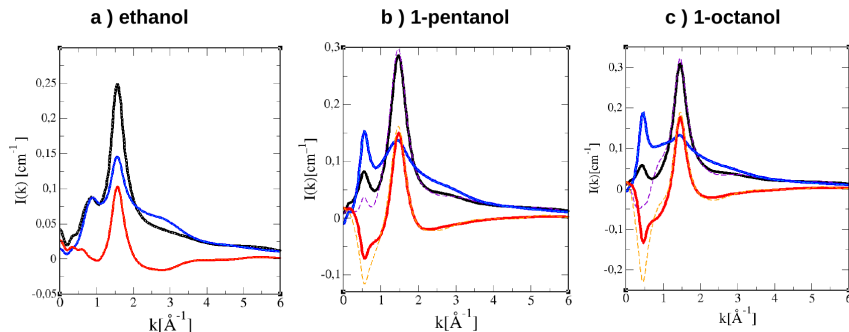 a ) ethanol
b ) 1-pentanol
c ) 1-octanol
I(k) [cm⁻¹]
0,25
0,2
0,15
0,1
0,05
0
-0,05
0 1 2 3 4 5 6
k[Å⁻¹]
I(k) [cm⁻¹]
0,3
0,2
0,1
0
-0,1
0 1 2 3 4 5 6
k[Å⁻¹]
I(k)[cm⁻¹]
0,3
0,2
0,1
0
-0,1
-0,2
0 1 2 3 4 5 6
k[Å⁻¹]